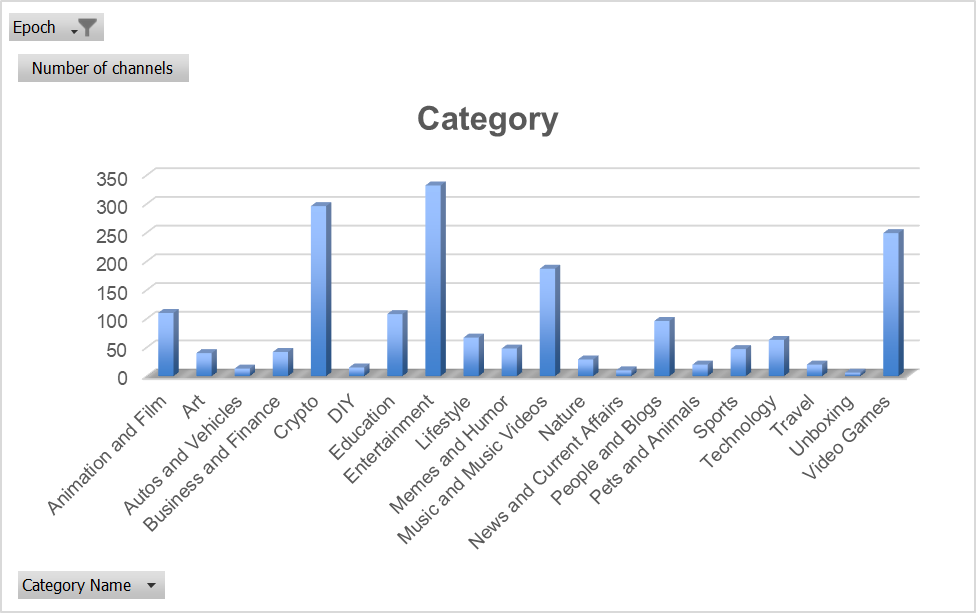 Epoch
Number of channels
Category
350
300
250
200
150
100
50
0
Animation and Film
Art
Autos and Vehicles
Business and Finance
Crypto
DIY
Education
Entertainment
Lifestyle
Memes and Humor
Music and Music Videos
Nature
News and Current Affairs
People and Blogs
Pets and Animals
Sports
Technology
Travel
Unboxing
Video Games
Category Name